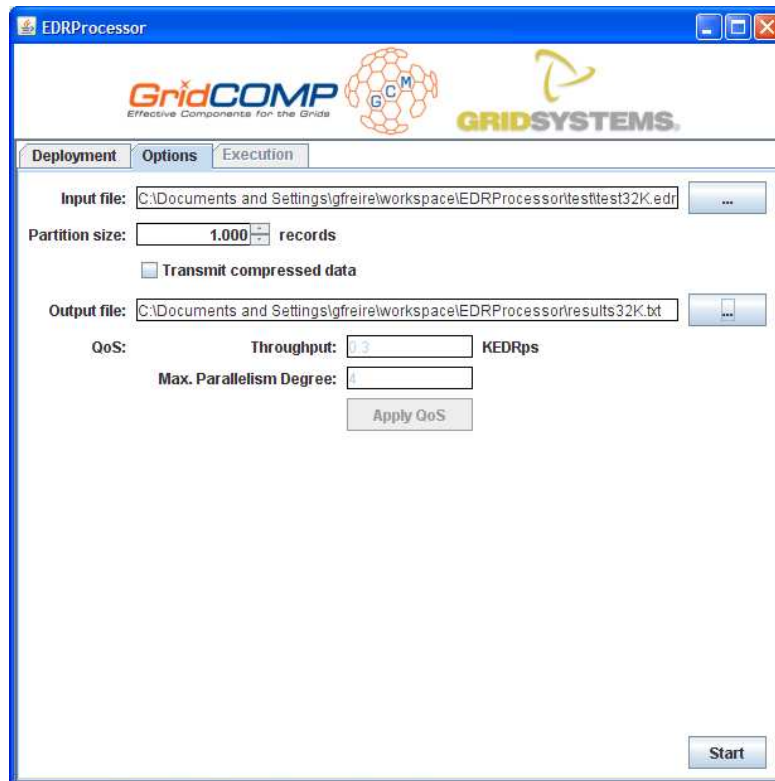 EDRProcessor
GridCOMP
Effective Components for the Grids
GCM
GRIDSYSTEMS.
Deployment Options Execution
Input file: C:\Documents and Settings\gfreire\workspace\EDRProcessor\test\test32K.edr ...
Partition size: 1.000 records
Transmit compressed data
Output file: C:\Documents and Settings\gfreire\workspace\EDRProcessor\results32K.txt ...
QoS: Throughput: 0.3 KEDRps
Max. Parallelism Degree: 4
Apply QoS
Start